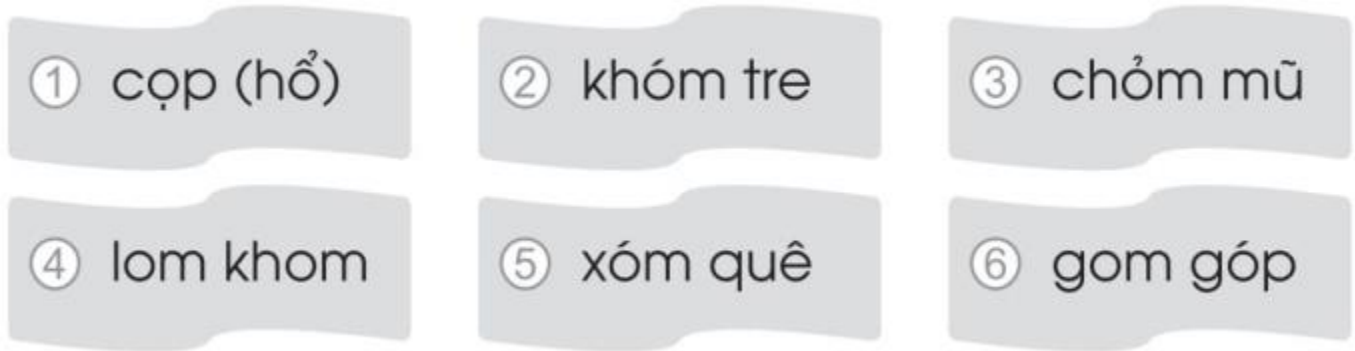 1 cọp (hổ)
2 khóm tre
3 chỏm mũ
4 lom khom
5 xóm quê
6 gom góp